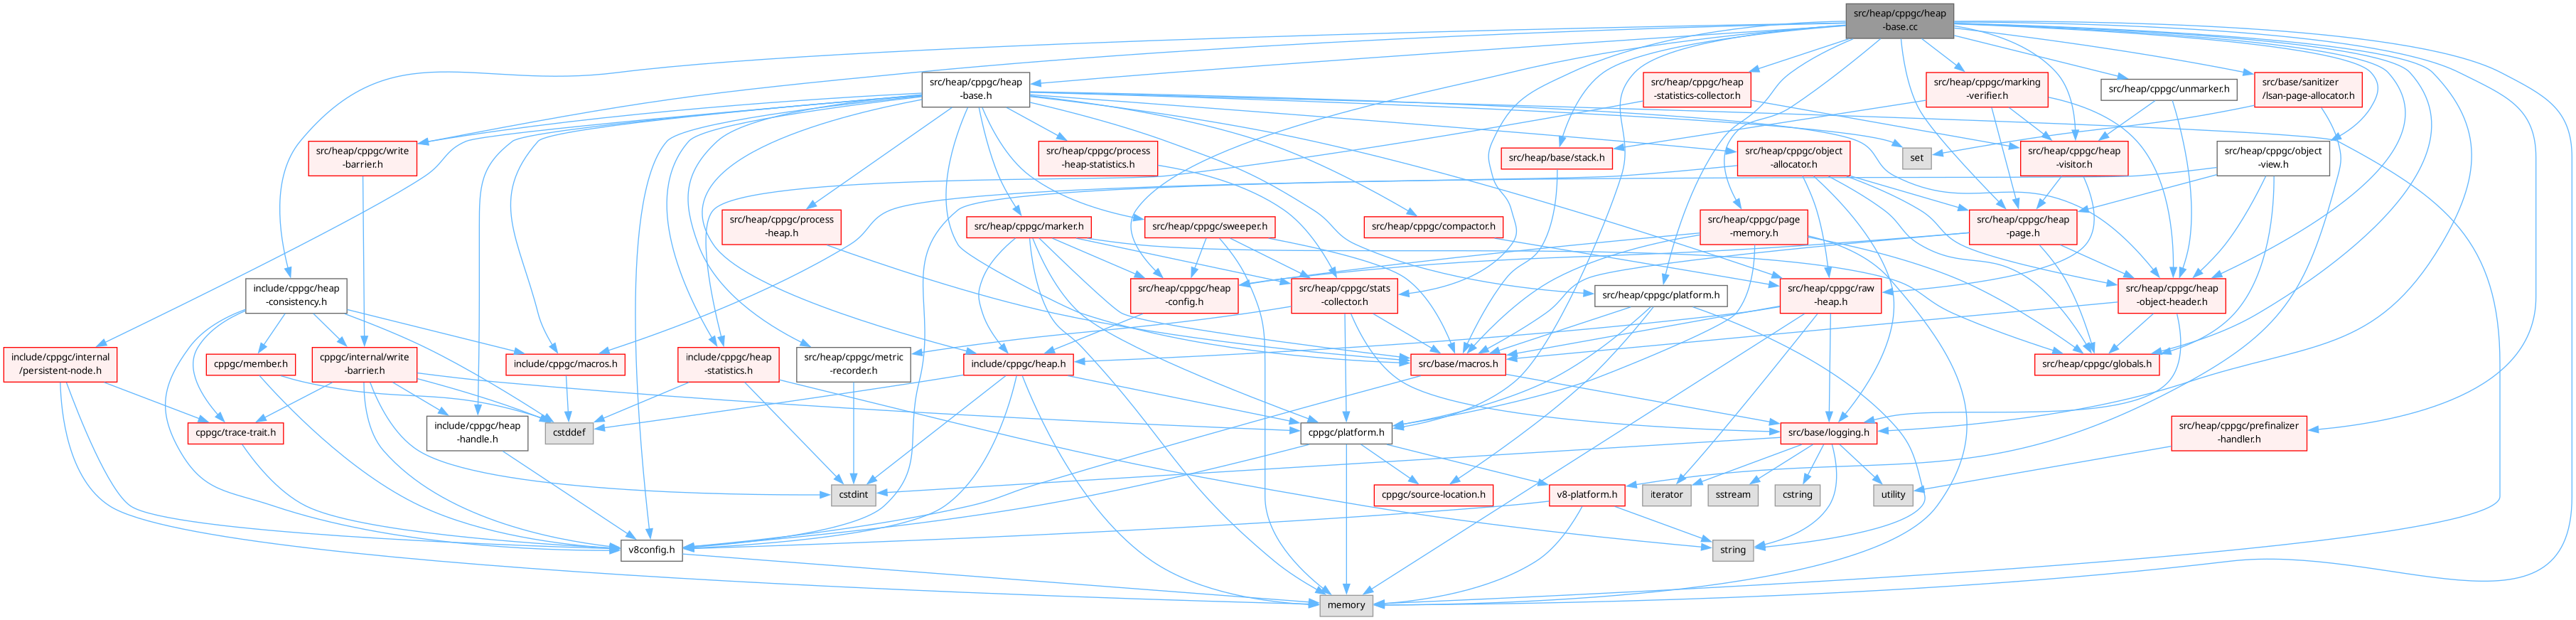 src/heap/cppgc/heap
-base.cc
src/heap/cppgc/heap
-base.h
src/heap/cppgc/heap
-statistics-collector.h
src/heap/cppgc/marking
-verifier.h
src/heap/cppgc/unmarker.h
src/base/sanitizer
/lsan-page-allocator.h
src/heap/cppgc/write
-barrier.h
src/heap/cppgc/process
-heap-statistics.h
src/heap/base/stack.h
src/heap/cppgc/object
-allocator.h
set
src/heap/cppgc/heap
-visitor.h
src/heap/cppgc/object
-view.h
src/heap/cppgc/process
-heap.h
src/heap/cppgc/marker.h
src/heap/cppgc/sweeper.h
src/heap/cppgc/compactor.h
src/heap/cppgc/page
-memory.h
src/heap/cppgc/heap
-page.h
include/cppgc/heap
-consistency.h
src/heap/cppgc/heap
-config.h
src/heap/cppgc/stats
-collector.h
src/heap/cppgc/platform.h
src/heap/cppgc/raw
-heap.h
src/heap/cppgc/heap
-object-header.h
include/cppgc/internal
/persistent-node.h
cppgc/member.h
cppgc/internal/write
-barrier.h
include/cppgc/macros.h
include/cppgc/heap
-statistics.h
src/heap/cppgc/metric
-recorder.h
include/cppgc/heap.h
src/base/macros.h
src/heap/cppgc/globals.h
cppgc/trace-trait.h
include/cppgc/heap
-handle.h
cstddef
cppgc/platform.h
src/base/logging.h
src/heap/cppgc/prefinalizer
-handler.h
cstdint
cppgc/source-location.h
v8-platform.h
iterator
sstream
cstring
utility
v8config.h
string
memory